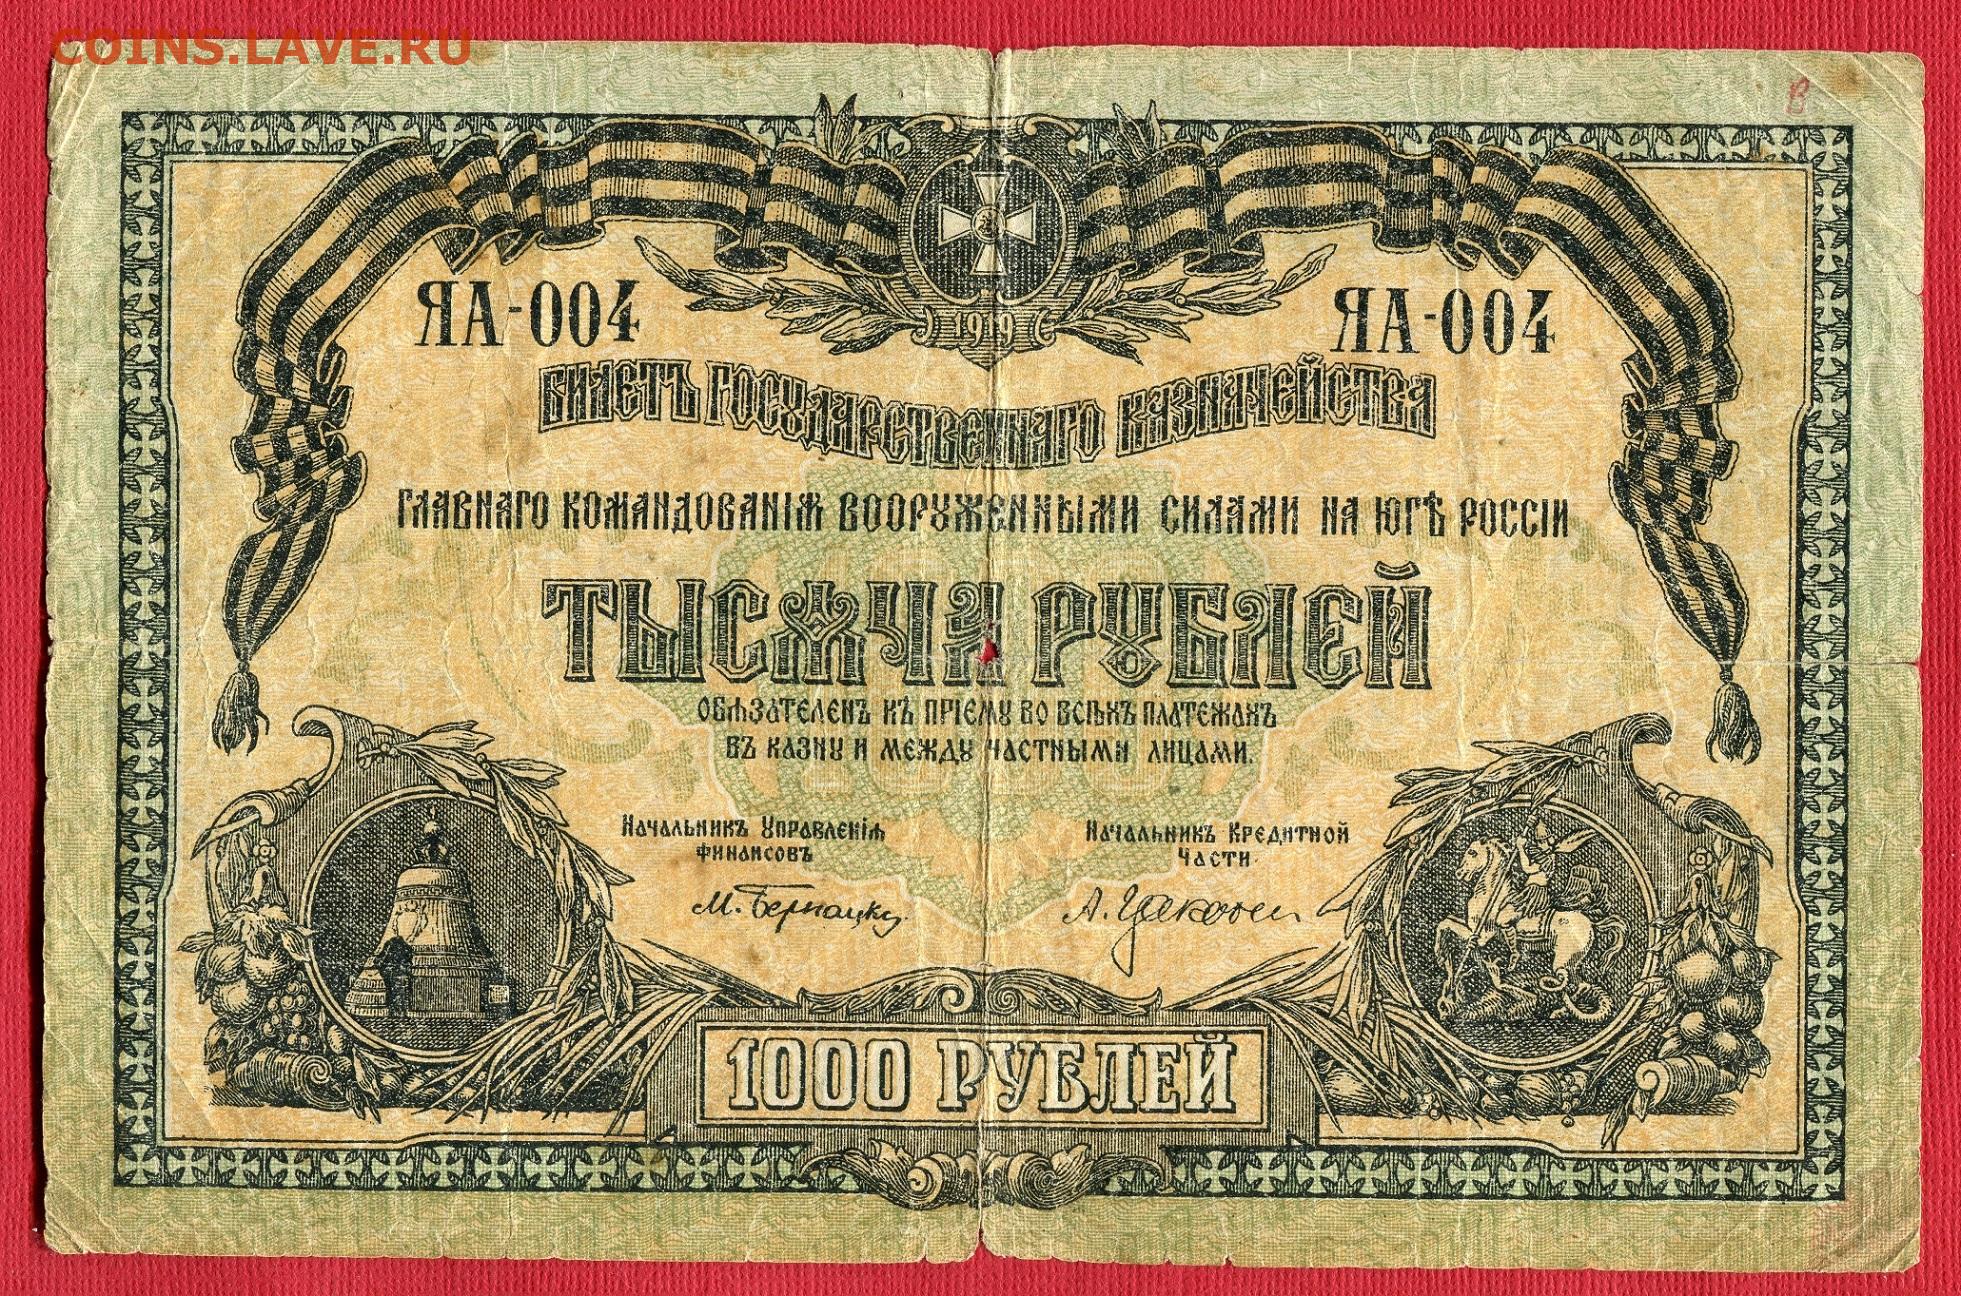 COINS.LAVE.RU
В
1919
ЯА-004 ЯА-004
БИЛЕТЪ ГОСУДАРСТВЕННАГО КАЗНАЧЕЙСТВА
ГЛАВНАГО КОМАНДОВАНІЯ ВООРУЖЕННЫМИ СИЛАМИ НА ЮГѢ РОССІИ
ТЫСЯЧА РУБЛЕЙ
ОБЯЗАТЕЛЕНЪ КЪ ПРІЕМУ ВО ВСѢХЪ ПЛАТЕЖАХЪ
ВЪ КАЗНУ И МЕЖДУ ЧАСТНЫМИ ЛИЦАМИ.
НАЧАЛЬНИКЪ УПРАВЛЕНІЯ
ФИНАНСОВЪ
М. Бернацкій
НАЧАЛЬНИКЪ КРЕДИТНОЙ
ЧАСТИ
1000 РУБЛЕЙ